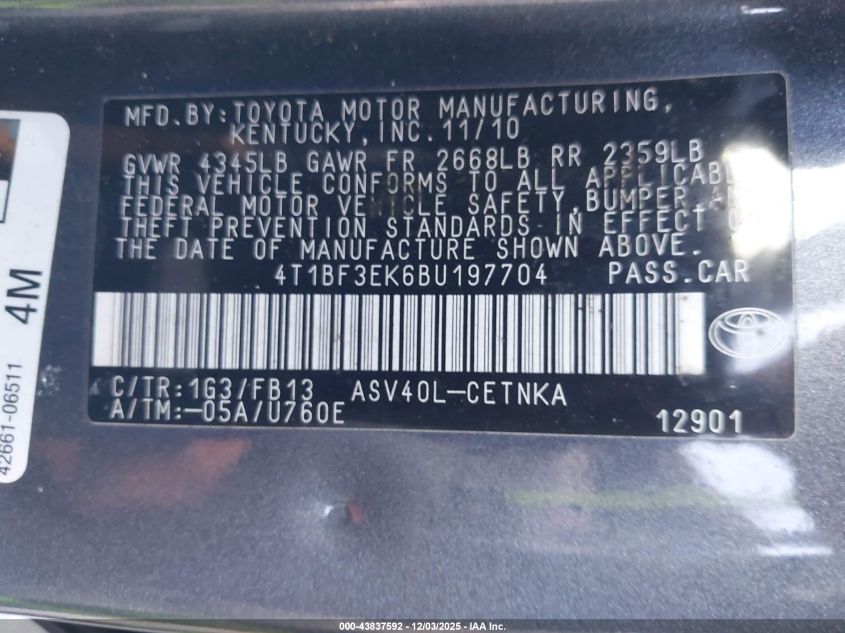 MFD. BY: TOYOTA MOTOR MANUFACTURING,
KENTUCKY, INC. 11/10
GVWR 4345LB GAWR FR 2668LB RR 2359LB
THIS VEHICLE CONFORMS TO ALL APPLICAB
FEDERAL MOTOR VEHICLE SAFETY, BUMPER, A
THEFT PREVENTION STANDARDS IN EFFECT O
THE DATE OF MANUFACTURE SHOWN ABOVE.
4T1BF3EK6BU197704 PASS.CAR
C/TR: 1G3/FB13 ASV40L-CETNKA
A/TM: -05A/U760E
12901
42661-06511 4M
000-43837592 - 12/03/2025 - IAA Inc.